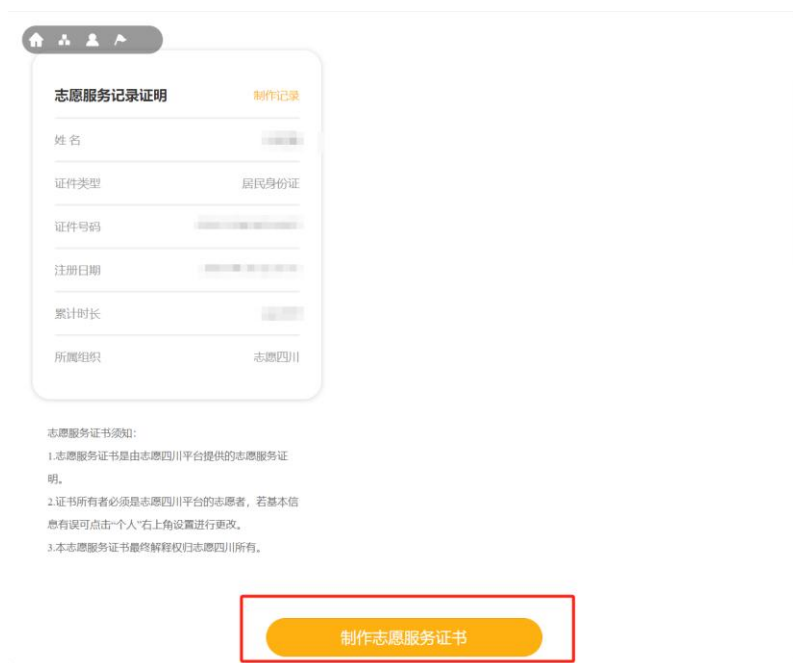 志愿服务记录证明 制作记录
姓名
证件类型 居民身份证
证件号码
注册日期
累计时长
所属组织 志愿四川
志愿服务证书须知：
1.志愿服务证书是由志愿四川平台提供的志愿服务证
明。
2.证书所有者必须是志愿四川平台的志愿者，若基本信
息有误可点击“个人”右上角设置进行更改。
3.本志愿服务证书最终解释权归志愿四川所有。
制作志愿服务证书